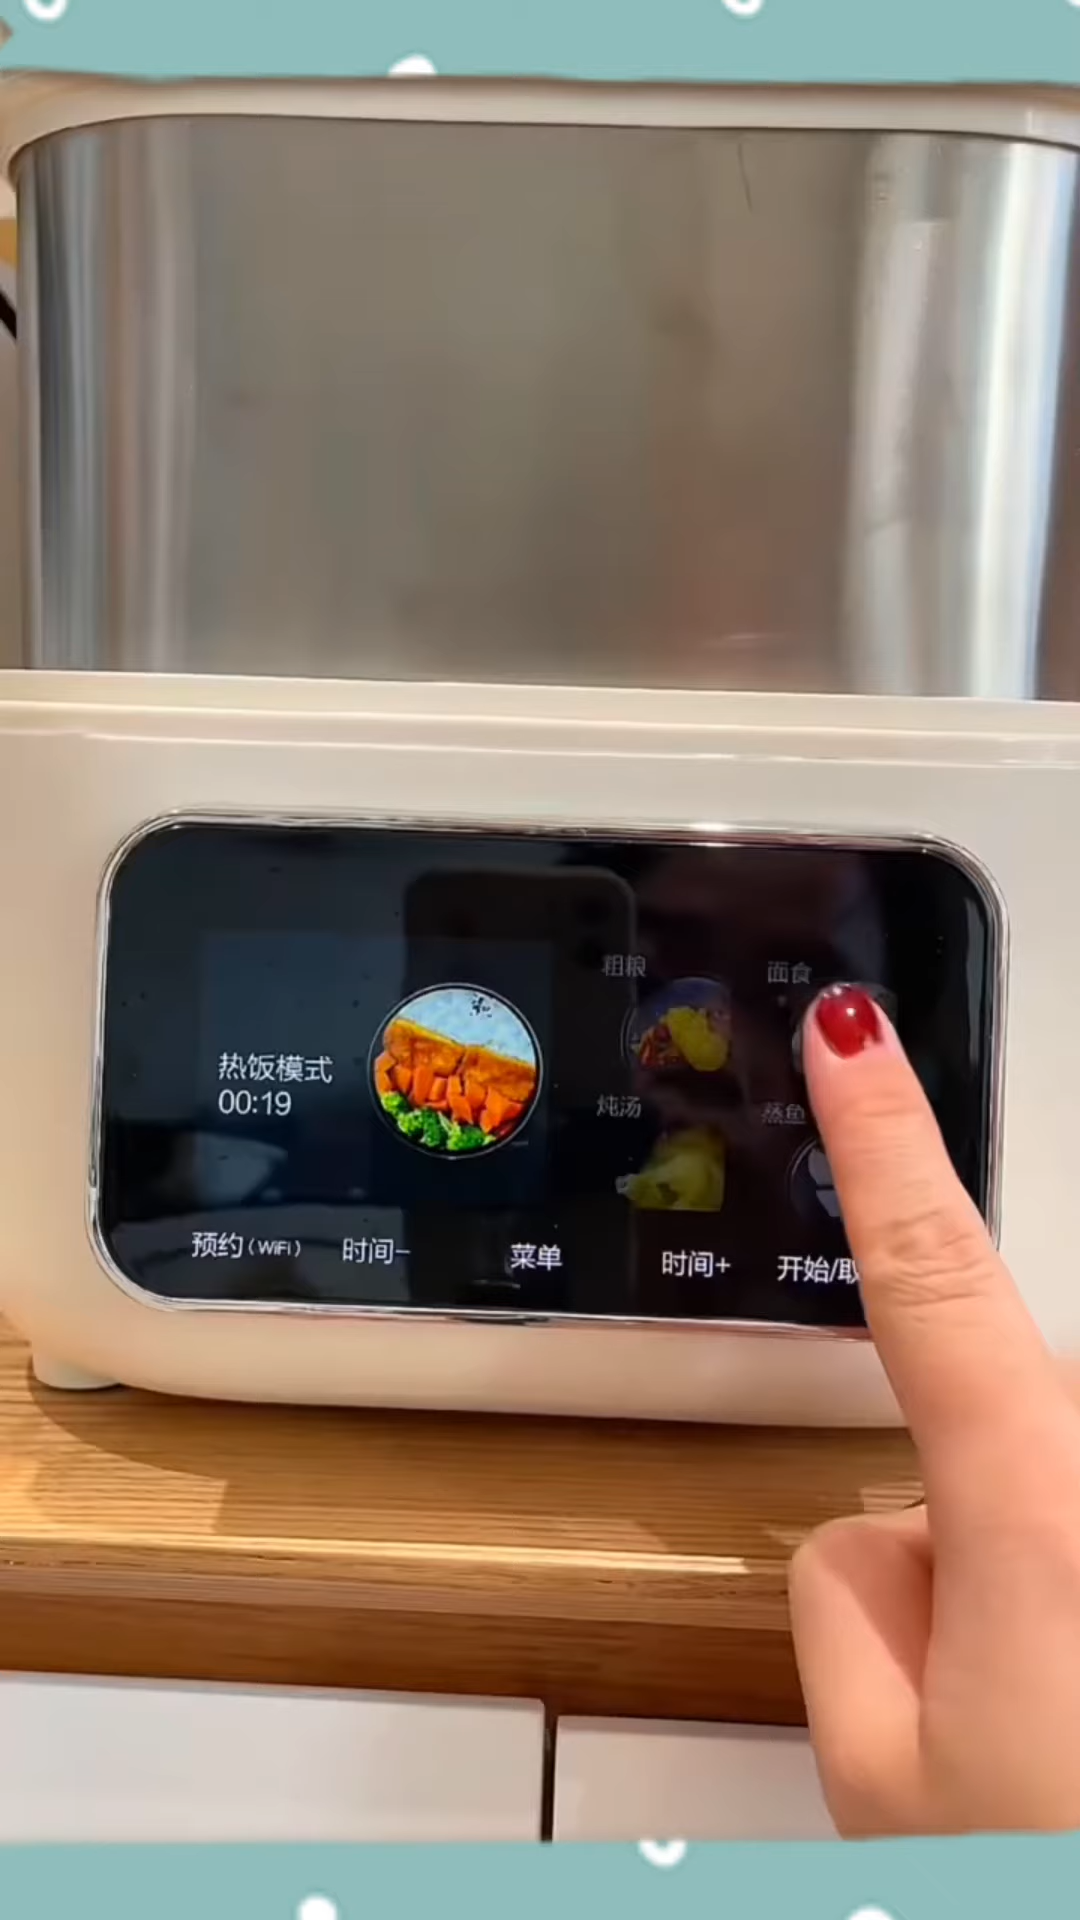 粗粮
面食
热饭模式
00:19
炖汤
蒸鱼
预约(WiFi)
时间-
菜单
时间+
开始/取